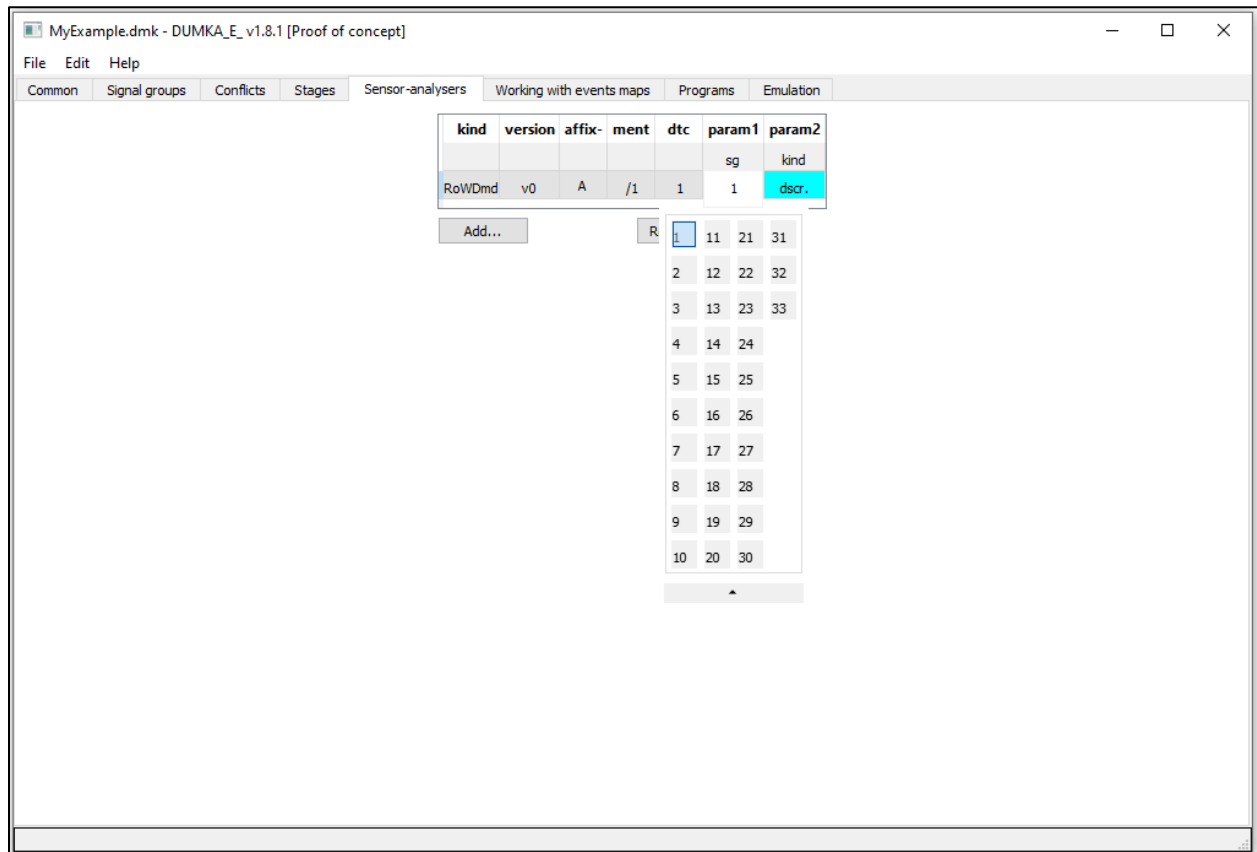 MyExample.dmk - DUMKA_E_ v1.8.1 [Proof of concept]
File Edit Help
Common Signal groups Conflicts Stages Sensor-analysers Working with events maps Programs Emulation
kind version affix- ment dtc param1 param2
sg kind
RoWDmd v0 A /1 1 1 dscr.
Add... R
1 11 21 31
2 12 22 32
3 13 23 33
4 14 24
5 15 25
6 16 26
7 17 27
8 18 28
9 19 29
10 20 30